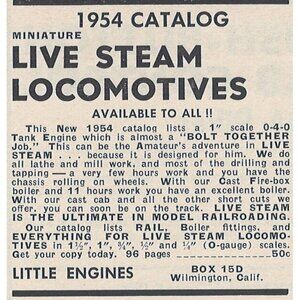 1954 CATALOG
MINIATURE
LIVE STEAM
LOCOMOTIVES
AVAILABLE TO ALL !!
This New 1954 catalog lists a 1" scale 0-4-0
Tank Engine which is almost a "BOLT TOGETHER
Job." This can be the Amateur's adventure in LIVE
STEAM . . . because it is designed for him. We do
all lathe and mill work, and most of the drilling and
tapping—a very few hours work and you have the
chassis rolling on wheels. With our Cast Fire-box
boiler and 11 hours work you have an excellent boiler.
With our cast cab and all the other short cuts we
offer, you can soon be on the track. LIVE STEAM
IS THE ULTIMATE IN MODEL RAILROADING.
Our catalog lists RAIL, Boiler fittings, and
EVERYTHING FOR LIVE STEAM LOCOMO-
TIVES in 1½", 1", ¾", ½" and ¼" (O-gauge) scales.
Get your copy today. 96 pages ............ 50c
LITTLE ENGINES
BOX 15D
Wilmington, Calif.